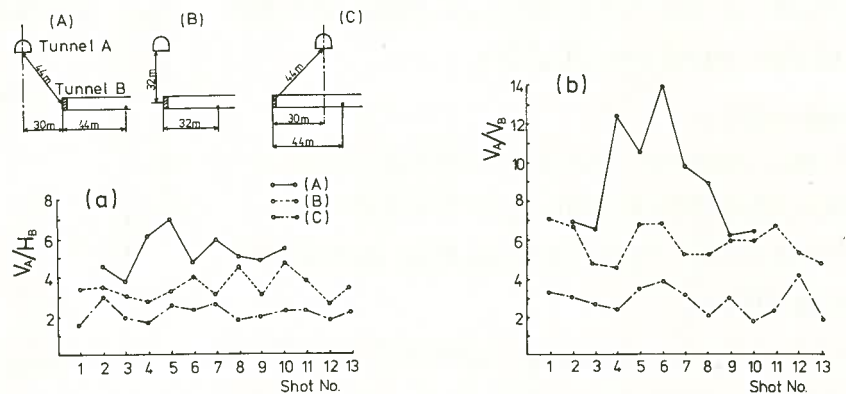 (A) (B) (C)
Tunnel A
44m
Tunnel B
30m 44m
32m
32m
44m
30m
44m
(a)
V_A/H_B
8
6
4
2
(A)
(B)
(C)
1 2 3 4 5 6 7 8 9 10 11 12 13
Shot No.
(b)
V_A/V_B
14
12
10
8
6
4
2
1 2 3 4 5 6 7 8 9 10 11 12 13
Shot No.